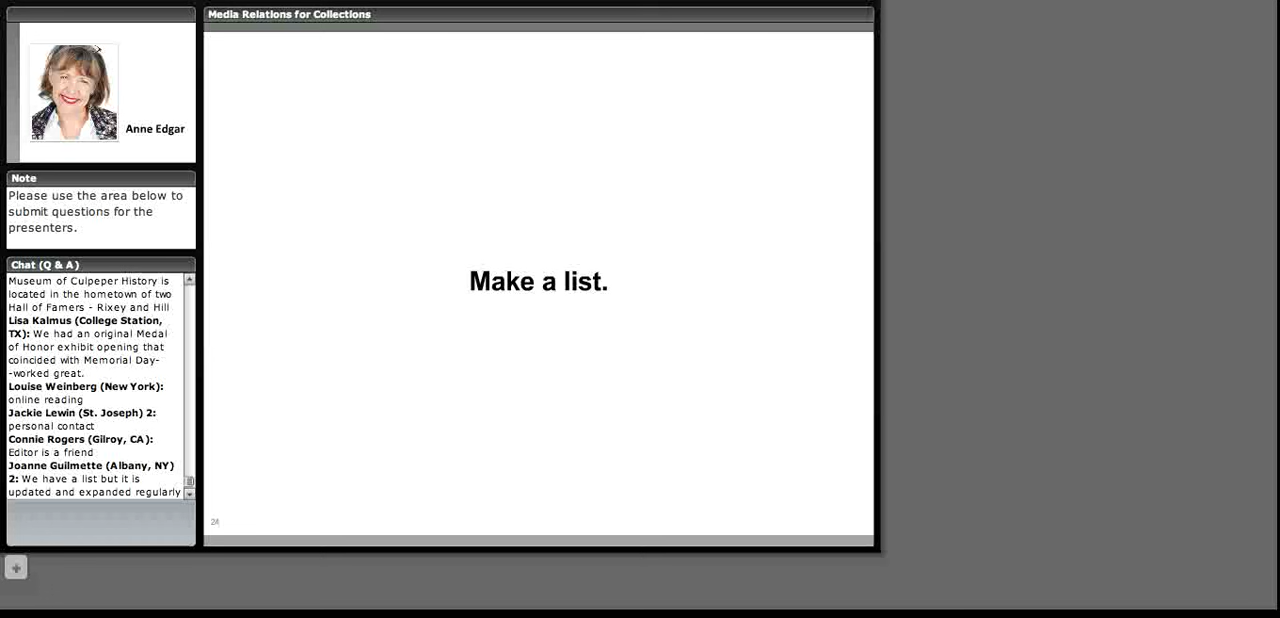 Media Relations for Collections
Anne Edgar
Note
Please use the area below to
submit questions for the
presenters.
Chat (Q & A)
Museum of Culpeper History is
located in the hometown of two
Hall of Famers - Rixey and Hill
Lisa Kalmus (College Station,
TX): We had an original Medal
of Honor exhibit opening that
coincided with Memorial Day-
-worked great.
Louise Weinberg (New York):
online reading
Jackie Lewin (St. Joseph) 2:
personal contact
Connie Rogers (Gilroy, CA):
Editor is a friend
Joanne Guilmette (Albany, NY)
2: We have a list but it is
updated and expanded regularly
Make a list.
24